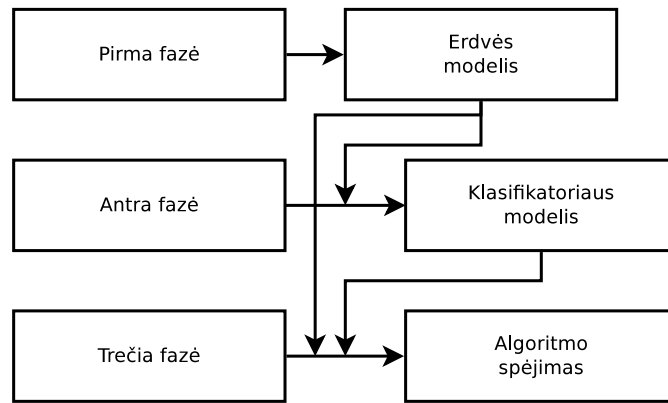 Pirma fazė
Erdvės
modelis
Antra fazė
Klasifikatoriaus
modelis
Trečia fazė
Algoritmo
spėjimas